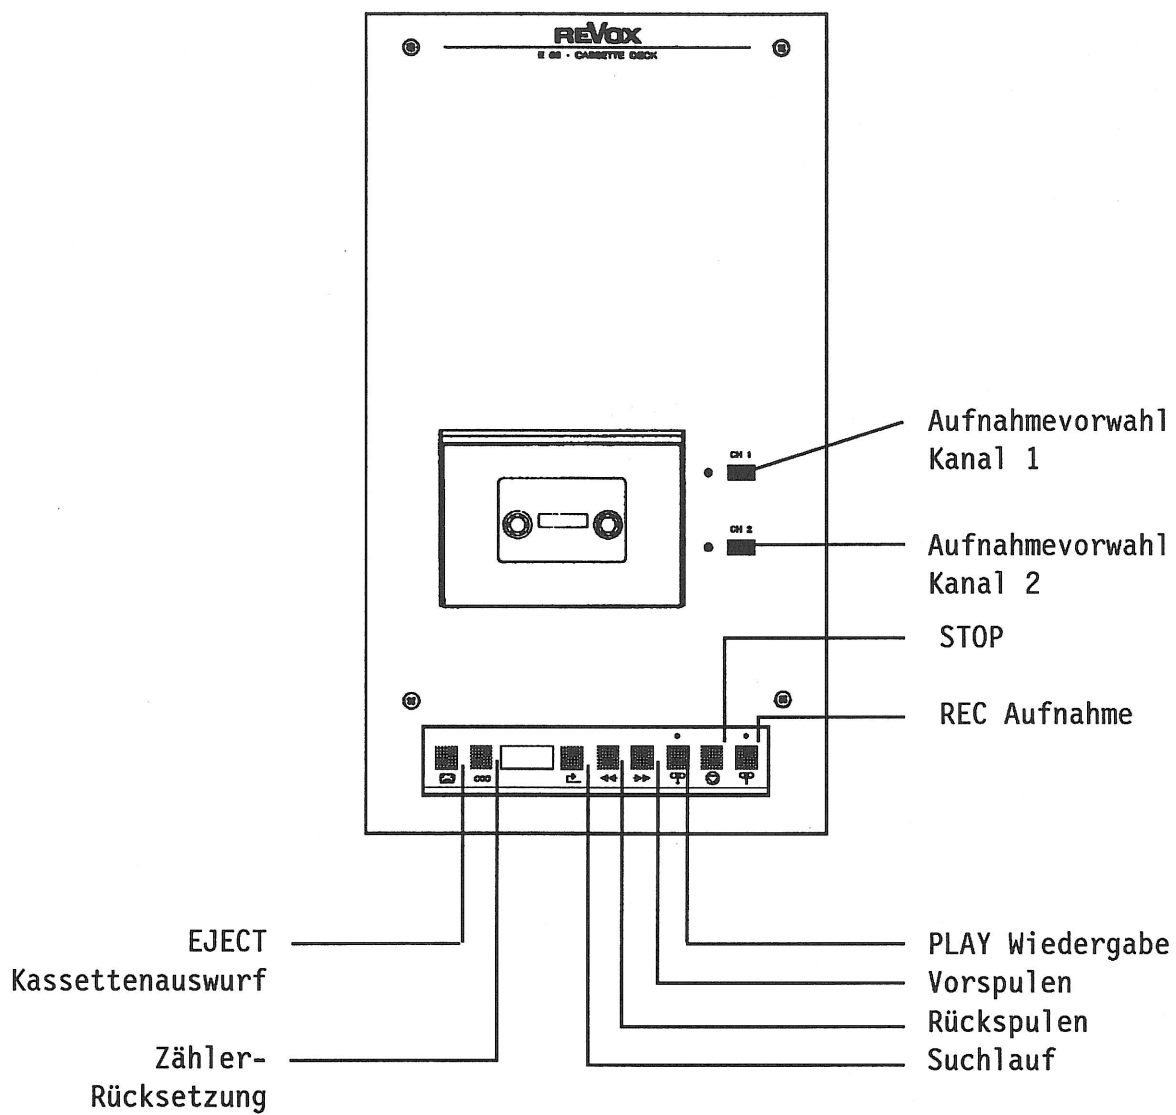 REVOX
CASSETTE DECK
CH 1
Aufnahmevorwahl
Kanal 1
CH 2
Aufnahmevorwahl
Kanal 2
STOP
REC Aufnahme
EJECT
Kassettenauswurf
Zähler-
Rücksetzung
PLAY Wiedergabe
Vorspulen
Rückspulen
Suchlauf